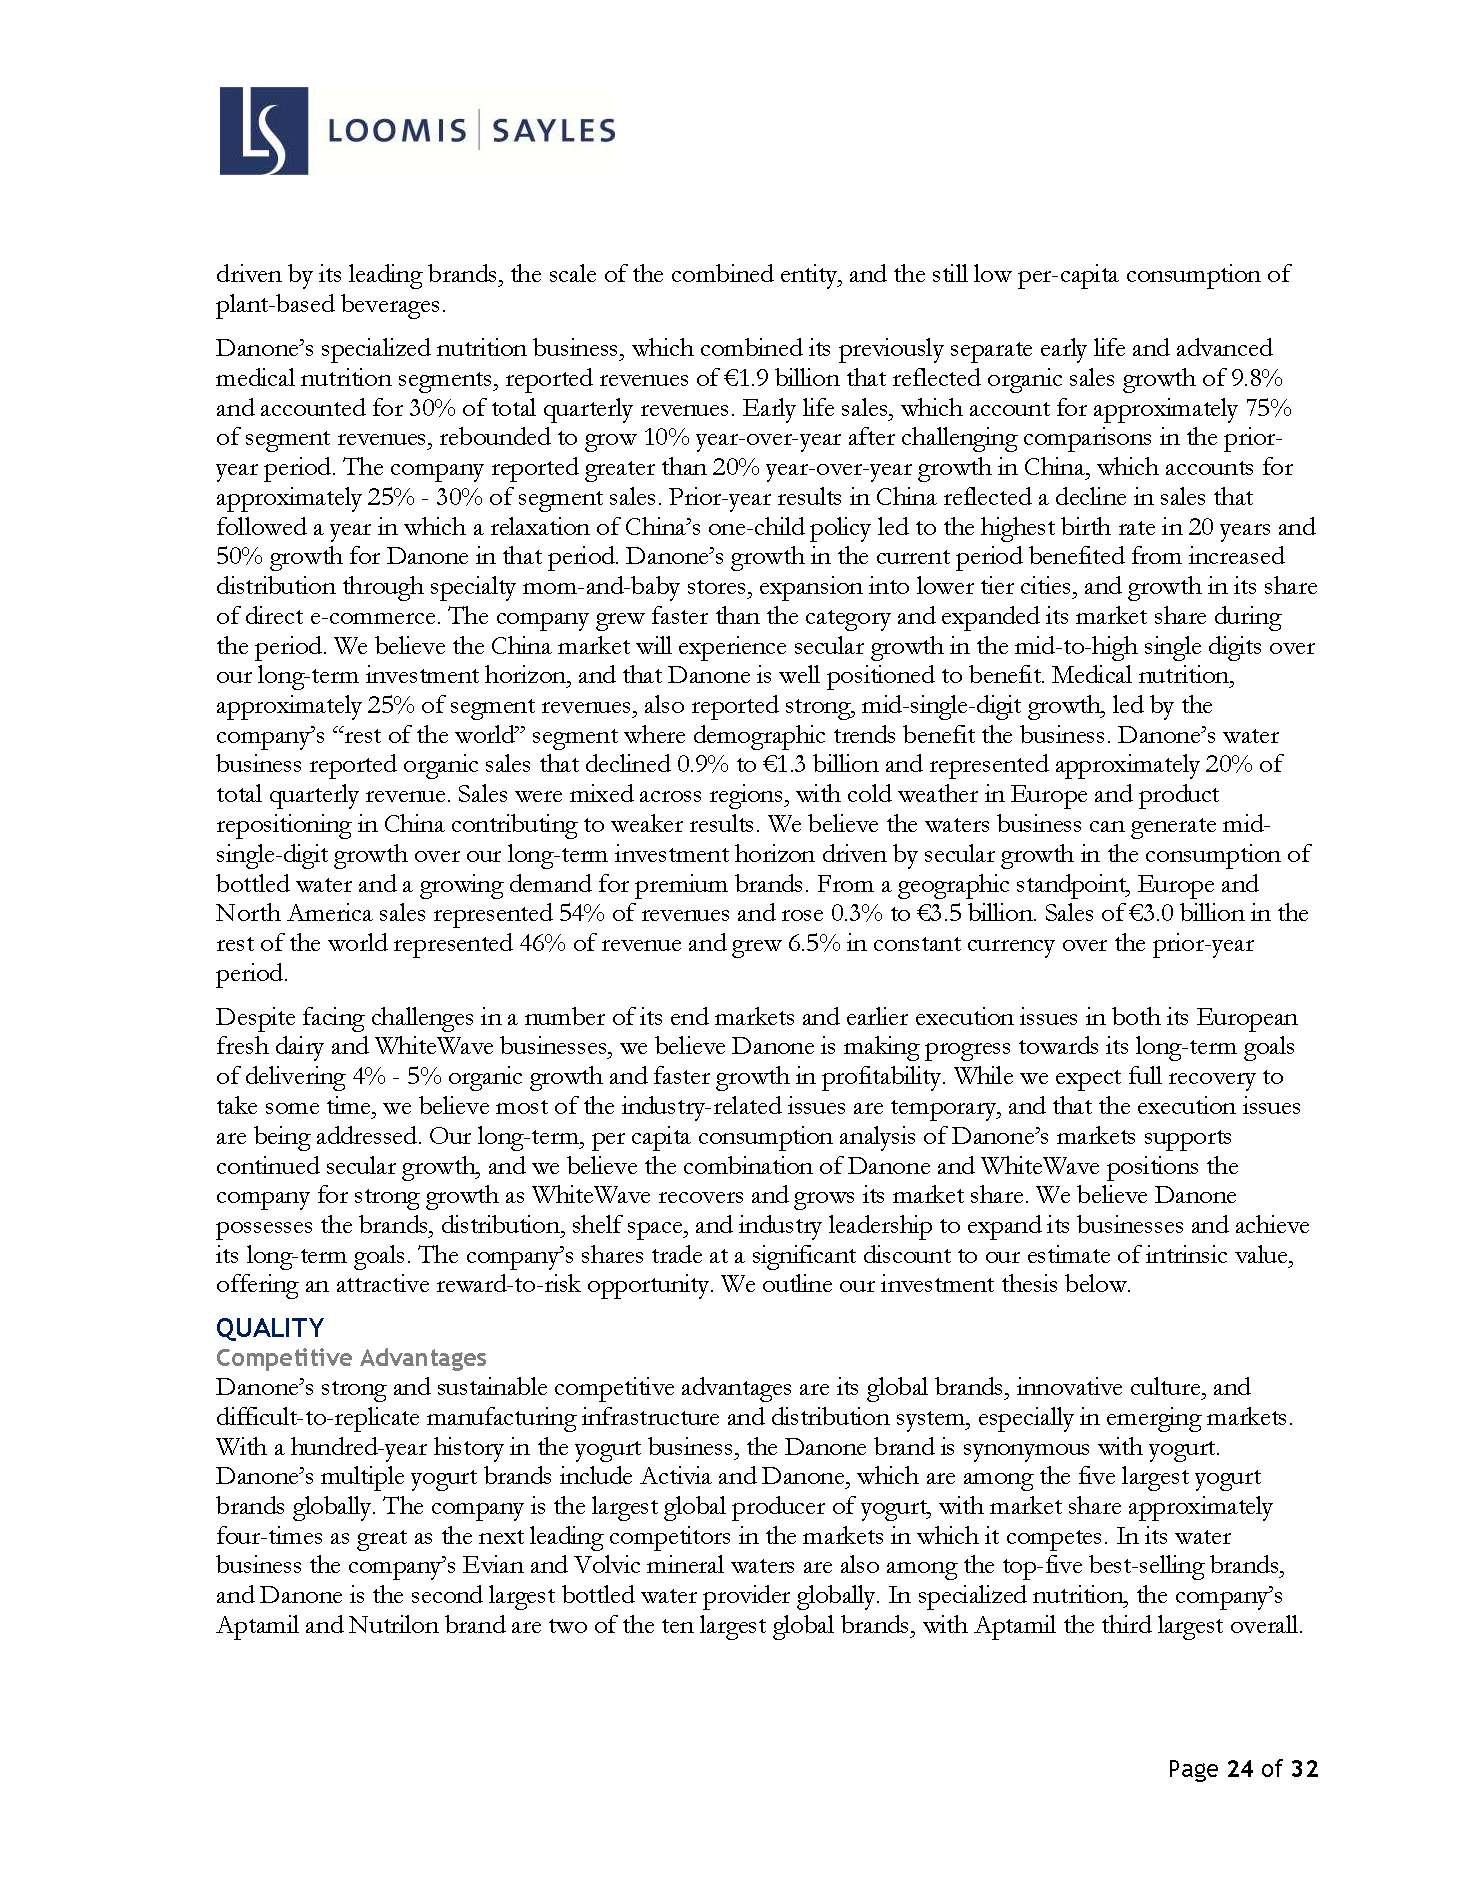 LS LOOMIS | SAYLES
driven by its leading brands, the scale of the combined entity, and the still low per-capita consumption of
plant-based beverages.
Danone’s specialized nutrition business, which combined its previously separate early life and advanced
medical nutrition segments, reported revenues of €1.9 billion that reflected organic sales growth of 9.8%
and accounted for 30% of total quarterly revenues. Early life sales, which account for approximately 75%
of segment revenues, rebounded to grow 10% year-over-year after challenging comparisons in the prior-
year period. The company reported greater than 20% year-over-year growth in China, which accounts for
approximately 25% - 30% of segment sales. Prior-year results in China reflected a decline in sales that
followed a year in which a relaxation of China’s one-child policy led to the highest birth rate in 20 years and
50% growth for Danone in that period. Danone’s growth in the current period benefited from increased
distribution through specialty mom-and-baby stores, expansion into lower tier cities, and growth in its share
of direct e-commerce. The company grew faster than the category and expanded its market share during
the period. We believe the China market will experience secular growth in the mid-to-high single digits over
our long-term investment horizon, and that Danone is well positioned to benefit. Medical nutrition,
approximately 25% of segment revenues, also reported strong, mid-single-digit growth, led by the
company’s “rest of the world” segment where demographic trends benefit the business. Danone’s water
business reported organic sales that declined 0.9% to €1.3 billion and represented approximately 20% of
total quarterly revenue. Sales were mixed across regions, with cold weather in Europe and product
repositioning in China contributing to weaker results. We believe the waters business can generate mid-
single-digit growth over our long-term investment horizon driven by secular growth in the consumption of
bottled water and a growing demand for premium brands. From a geographic standpoint, Europe and
North America sales represented 54% of revenues and rose 0.3% to €3.5 billion. Sales of €3.0 billion in the
rest of the world represented 46% of revenue and grew 6.5% in constant currency over the prior-year
period.
Despite facing challenges in a number of its end markets and earlier execution issues in both its European
fresh dairy and WhiteWave businesses, we believe Danone is making progress towards its long-term goals
of delivering 4% - 5% organic growth and faster growth in profitability. While we expect full recovery to
take some time, we believe most of the industry-related issues are temporary, and that the execution issues
are being addressed. Our long-term, per capita consumption analysis of Danone’s markets supports
continued secular growth, and we believe the combination of Danone and WhiteWave positions the
company for strong growth as WhiteWave recovers and grows its market share. We believe Danone
possesses the brands, distribution, shelf space, and industry leadership to expand its businesses and achieve
its long-term goals. The company’s shares trade at a significant discount to our estimate of intrinsic value,
offering an attractive reward-to-risk opportunity. We outline our investment thesis below.
QUALITY
Competitive Advantages
Danone’s strong and sustainable competitive advantages are its global brands, innovative culture, and
difficult-to-replicate manufacturing infrastructure and distribution system, especially in emerging markets.
With a hundred-year history in the yogurt business, the Danone brand is synonymous with yogurt.
Danone’s multiple yogurt brands include Activia and Danone, which are among the five largest yogurt
brands globally. The company is the largest global producer of yogurt, with market share approximately
four-times as great as the next leading competitors in the markets in which it competes. In its water
business the company’s Evian and Volvic mineral waters are also among the top-five best-selling brands,
and Danone is the second largest bottled water provider globally. In specialized nutrition, the company’s
Aptamil and Nutrilon brand are two of the ten largest global brands, with Aptamil the third largest overall.
Page 24 of 32